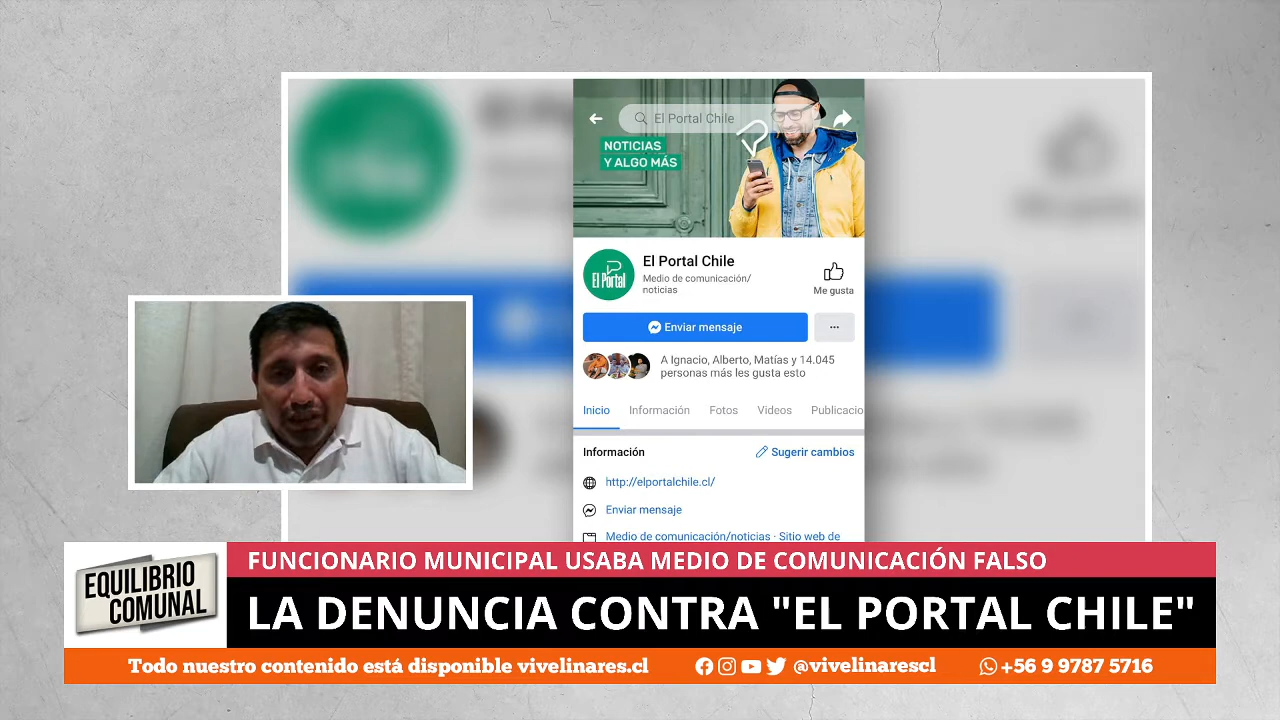 El Portal Chile
NOTICIAS
Y ALGO MÁS
El Portal
El Portal Chile
Medio de comunicación/
noticias
Me gusta
Enviar mensaje
A Ignacio, Alberto, Matías y 14.045
personas más les gusta esto
Inicio Información Fotos Videos Publicacio
Información
Sugerir cambios
http://elportalchile.cl/
Enviar mensaje
Medio de comunicación/noticias · Sitio web de
EQUILIBRIO
COMUNAL
FUNCIONARIO MUNICIPAL USABA MEDIO DE COMUNICACIÓN FALSO
LA DENUNCIA CONTRA "EL PORTAL CHILE"
Todo nuestro contenido está disponible vivelinares.cl
@vivelinarescl
+56 9 9787 5716